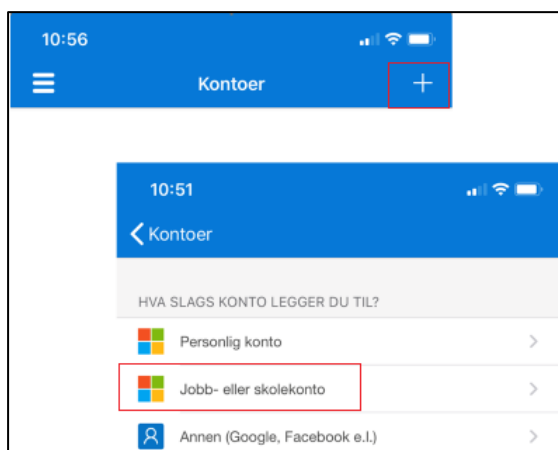 10:56
Kontoer
10:51
Kontoer
HVA SLAGS KONTO LEGGER DU TIL?
Personlig konto
Jobb- eller skolekonto
Annen (Google, Facebook e.l.)